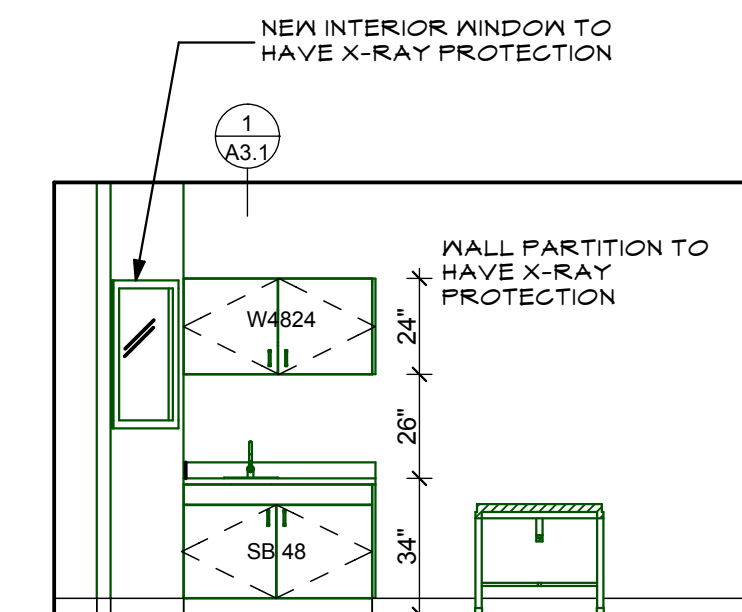 NEW INTERIOR WINDOW TO
HAVE X-RAY PROTECTION
1
A3.1
WALL PARTITION TO
HAVE X-RAY
PROTECTION
W4824
24"
26"
SB 48
34"